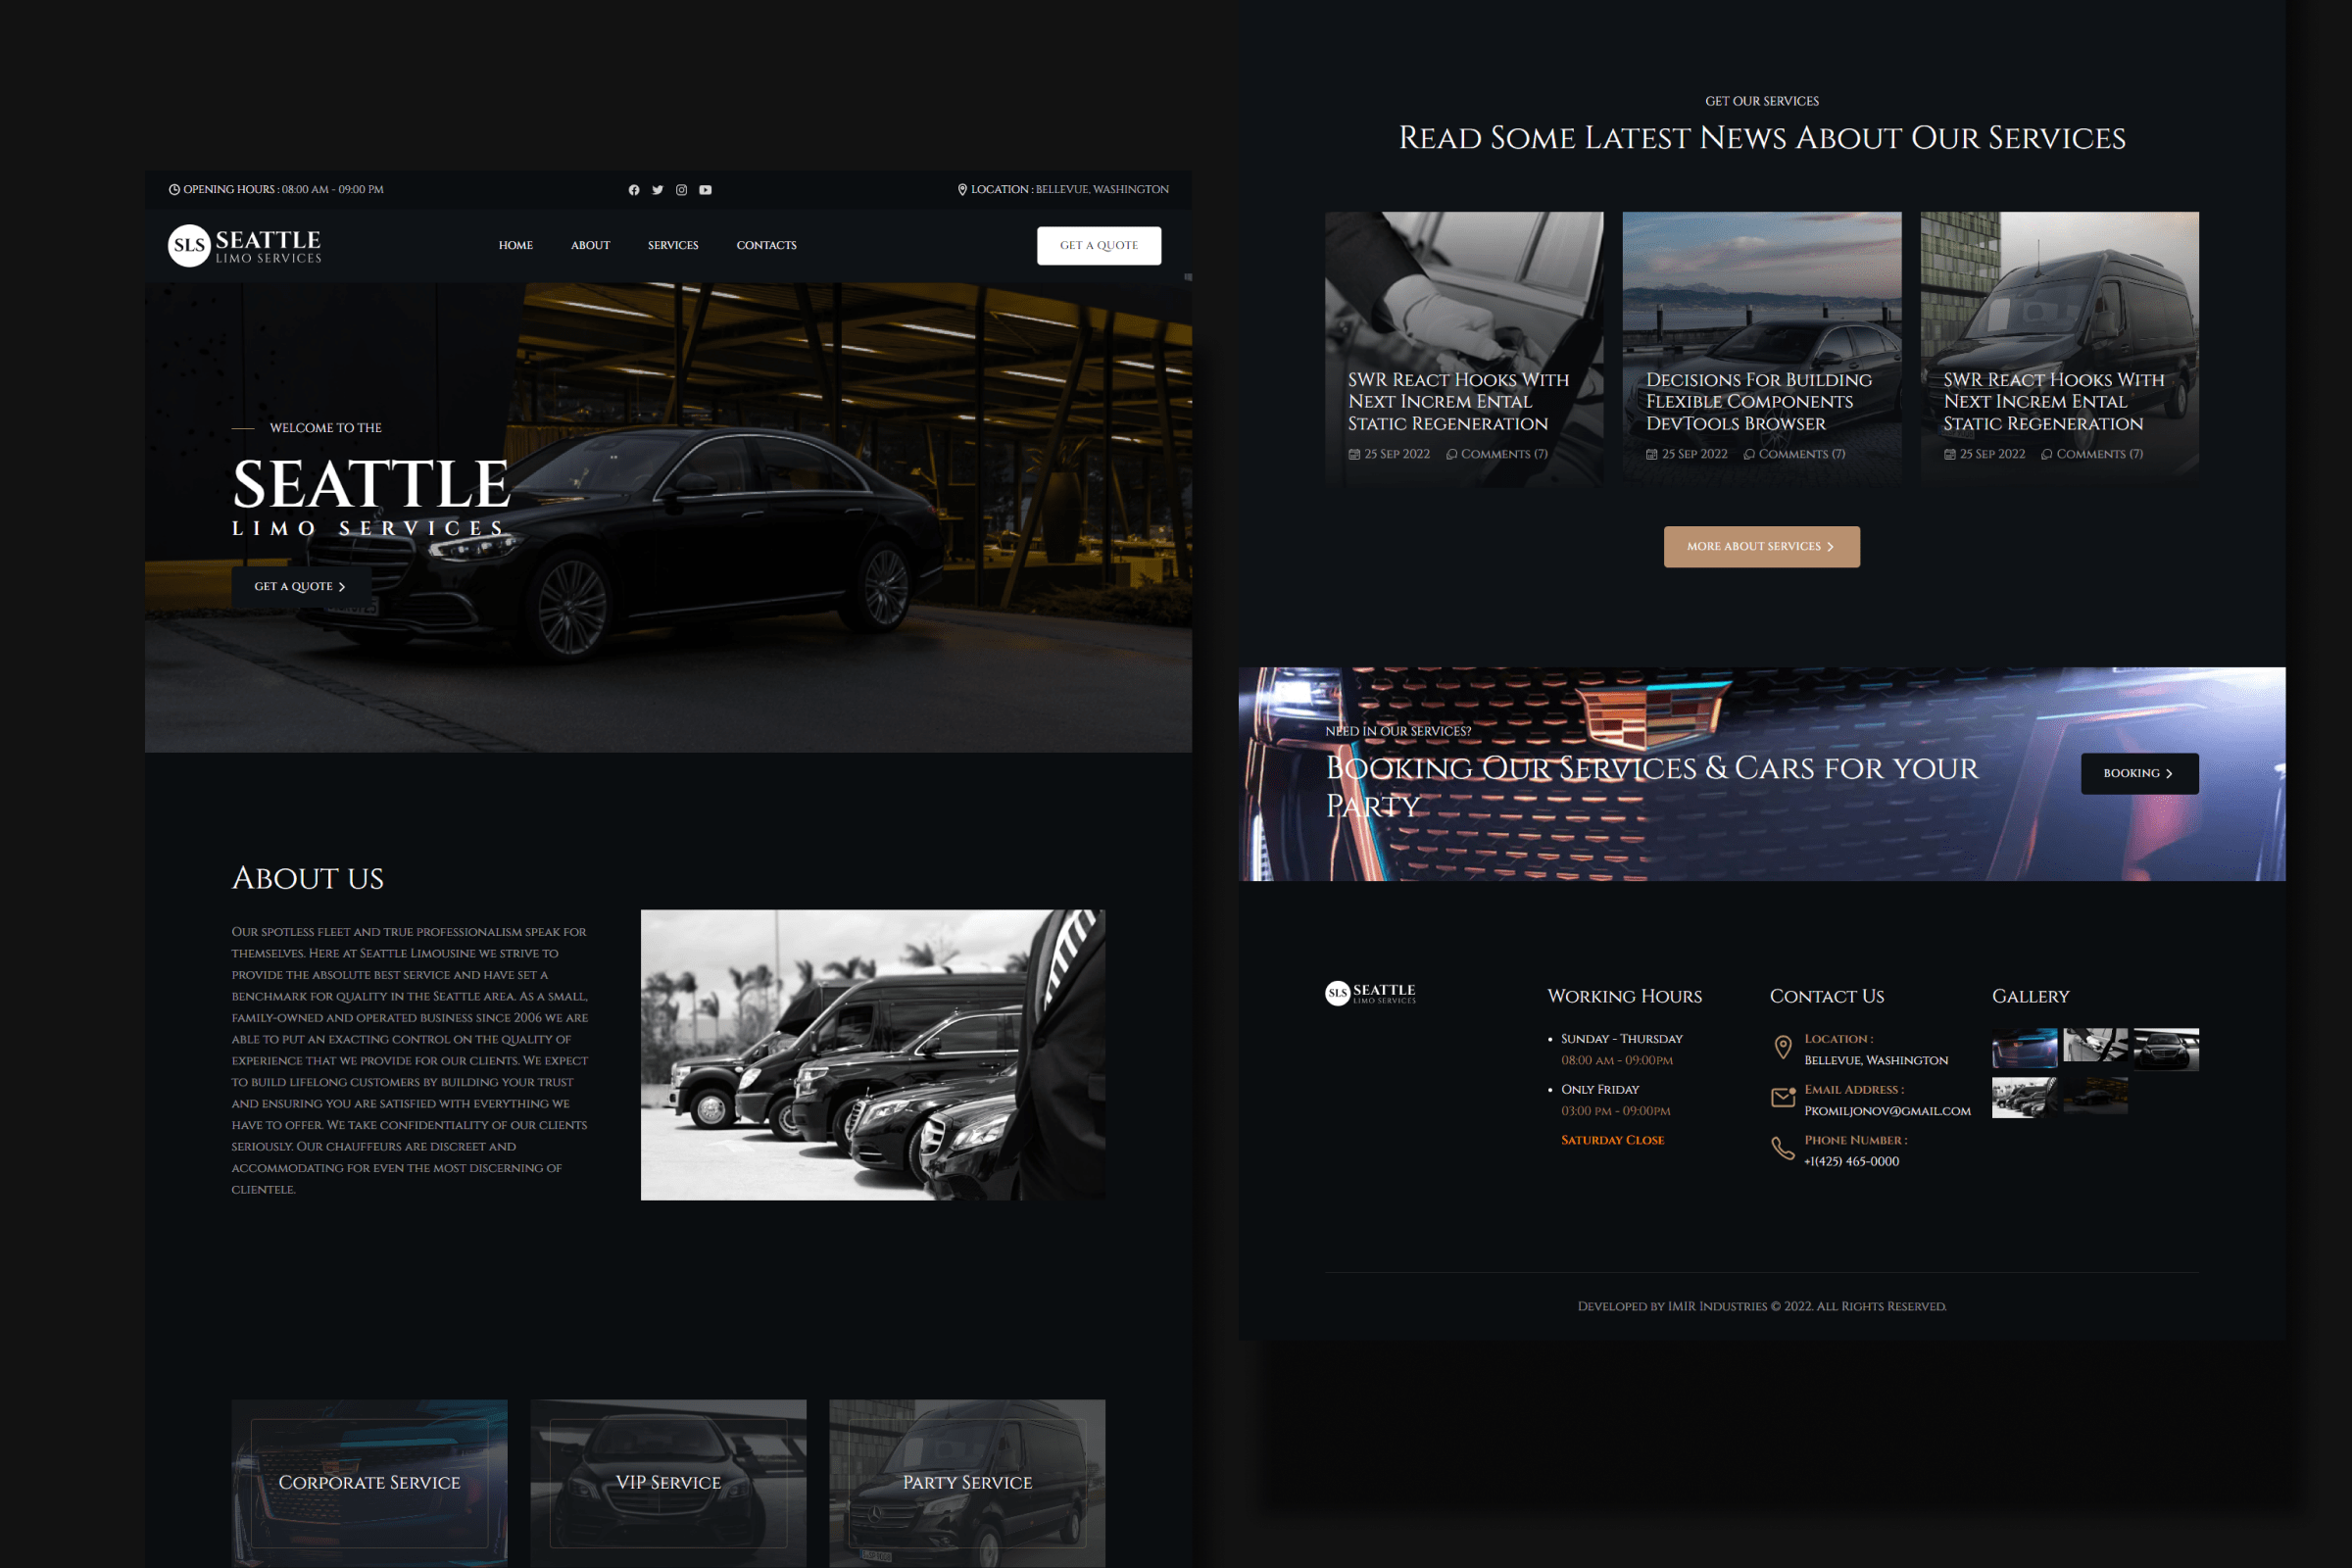 OPENING HOURS : 08:00 AM - 09:00 PM
LOCATION : BELLEVUE, WASHINGTON
SLS SEATTLE
LIMO SERVICES
HOME ABOUT SERVICES CONTACTS
GET A QUOTE
WELCOME TO THE
SEATTLE
LIMO SERVICES
GET A QUOTE
About us
Our spotless fleet and true professionalism speak for
themselves. Here at Seattle Limousine we strive to
provide the absolute best service and have set a
benchmark for quality in the Seattle area. As a small,
family-owned and operated business since 2006 we are
able to put an exacting control on the quality of
experience that we provide for our clients. We expect
to build lifelong customers by building your trust
and ensuring you are satisfied with everything we
have to offer. We take confidentiality of our clients
seriously. Our chauffeurs are discreet and
accommodating for even the most discerning of
clientele.
Corporate Service
VIP Service
Party Service
GET OUR SERVICES
Read Some Latest News About Our Services
SWR React Hooks With
Next Increm Ental
Static Regeneration
25 Sep 2022 Comments (7)
Decisions For Building
Flexible Components
DevTools Browser
25 Sep 2022 Comments (7)
SWR React Hooks With
Next Increm Ental
Static Regeneration
25 Sep 2022 Comments (7)
MORE ABOUT SERVICES
NEED IN OUR SERVICES?
Booking Our Services & Cars for your
Party
BOOKING
SLS SEATTLE
LIMO SERVICES
Working Hours
Sunday - Thursday
08:00 am - 09:00pm
Only Friday
03:00 pm - 09:00pm
Saturday Close
Contact Us
Location :
Bellevue, Washington
Email Address :
Pkomiljonov@gmail.com
Phone Number :
+1(425) 465-0000
Gallery
Developed by IMIR Industries © 2022. All Rights Reserved.